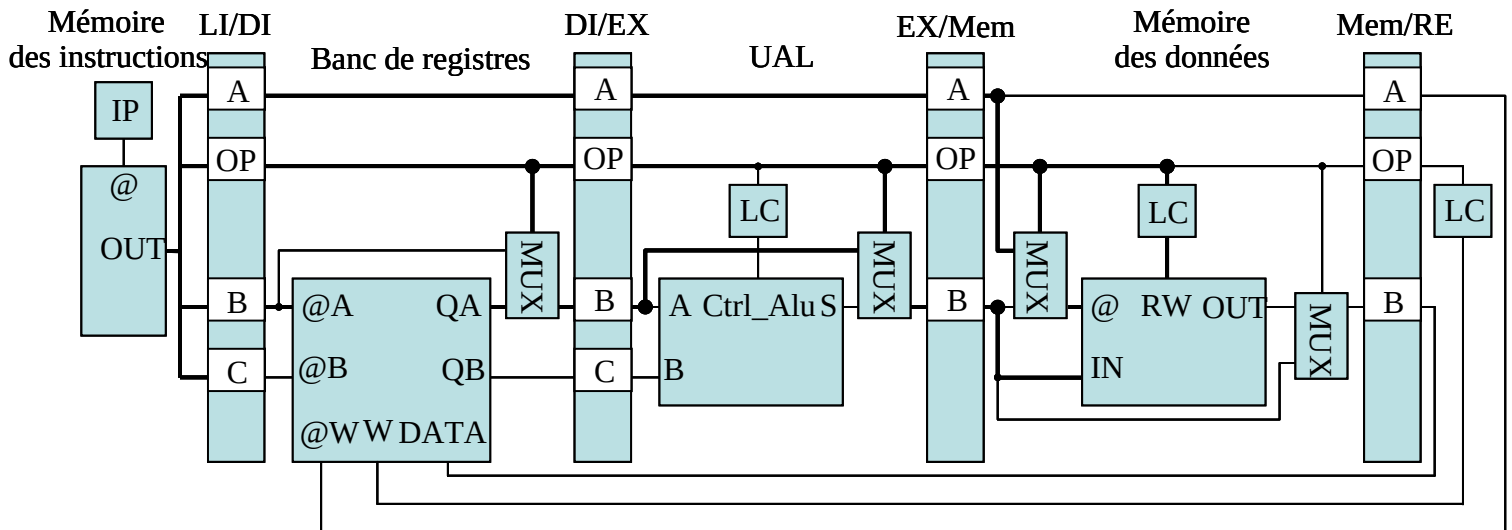 Mémoire
des instructions
LI/DI
Banc de registres
DI/EX
UAL
EX/Mem
Mémoire
des données
Mem/RE
IP
@
OUT
A
OP
B
C
@A
QA
@B
QB
@W
W
DATA
MUX
A
OP
B
C
LC
A
Ctrl_Alu
S
B
MUX
A
OP
B
MUX
LC
@
RW
OUT
IN
MUX
A
OP
B
LC